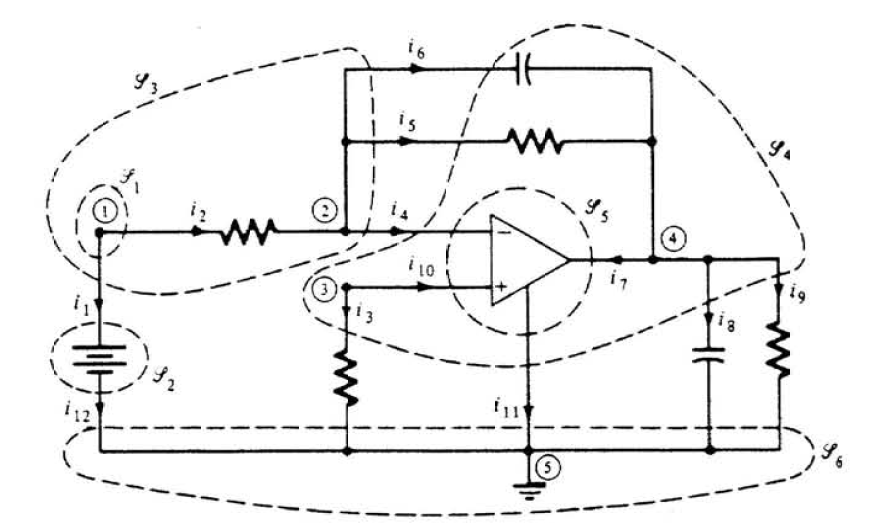 i₆
𝒮₃
i₅
𝒮₄
𝒮₁
① i₂ ② i₄ − 𝒮₅
④
③ i₁₀ + i₇
i₁ i₃ i₈ i₉
𝒮₂
i₁₂ i₁₁
⑤ 𝒮₆